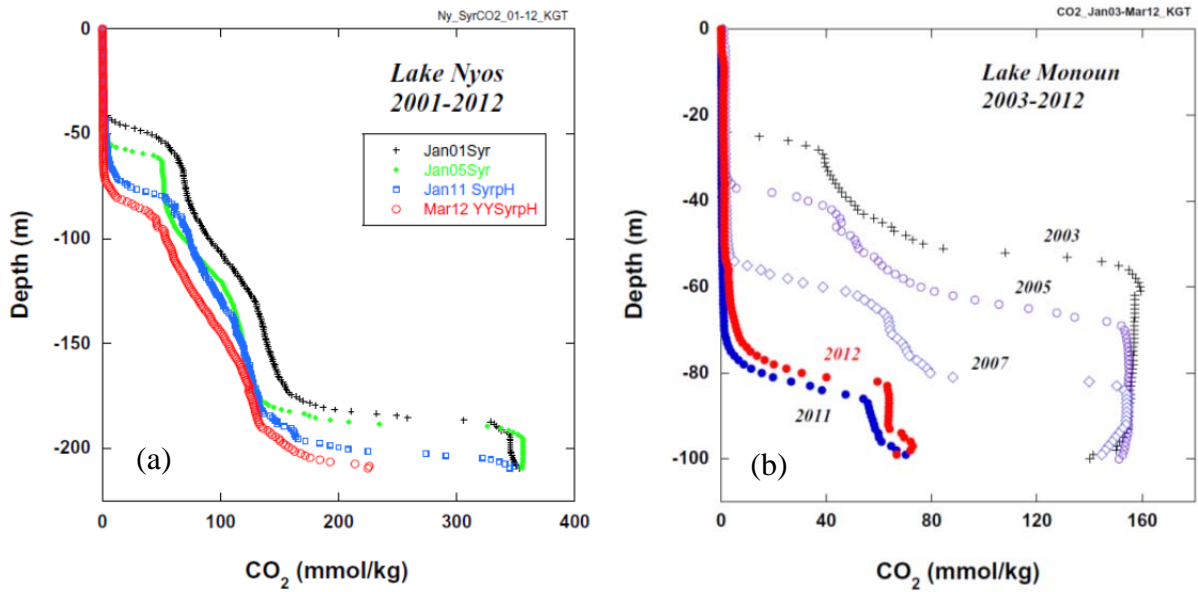 Ny_SyrCO2_01-12_KGT
Lake Nyos
2001-2012
Jan01Syr
Jan05Syr
Jan11 SyrpH
Mar12 YYSyrpH
0
-50
-100
-150
-200
Depth (m)
(a)
0
100
200
300
400
CO2 (mmol/kg)
CO2_Jan03-Mar12_KGT
Lake Monoun
2003-2012
2003
2005
2007
2012
2011
0
-20
-40
-60
-80
-100
Depth (m)
(b)
0
40
80
120
160
CO2 (mmol/kg)